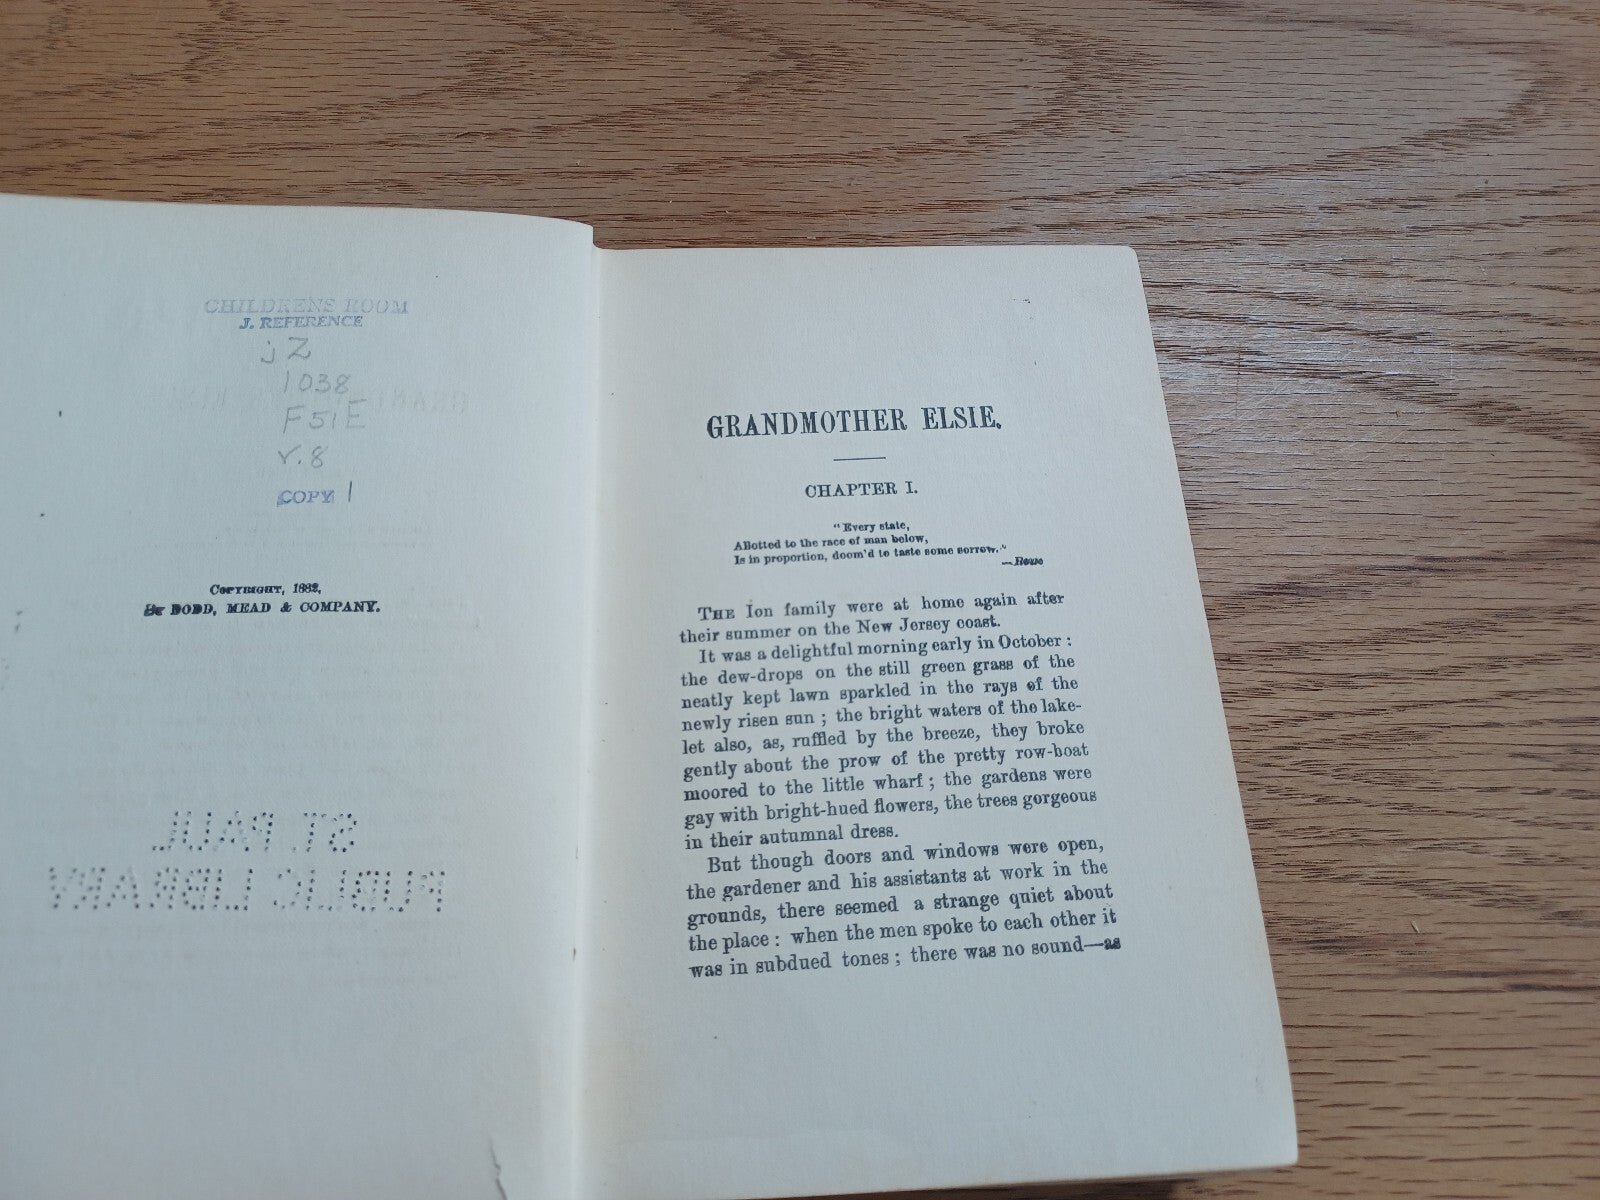 CHILDRENS ROOM
J. REFERENCE
jZ
1038
F51E
v.8
COPY 1
COPYRIGHT, 1882,
BY DODD, MEAD & COMPANY.
ST. PAUL
PUBLIC LIBRARY
GRANDMOTHER ELSIE.
CHAPTER I.
"Every state,
Allotted to the race of man below,
Is in proportion, doom'd to taste some sorrow."
—Rowe
THE Ion family were at home again after
their summer on the New Jersey coast.
It was a delightful morning early in October :
the dew-drops on the still green grass of the
neatly kept lawn sparkled in the rays of the
newly risen sun ; the bright waters of the lake-
let also, as, ruffled by the breeze, they broke
gently about the prow of the pretty row-boat
moored to the little wharf ; the gardens were
gay with bright-hued flowers, the trees gorgeous
in their autumnal dress.
But though doors and windows were open,
the gardener and his assistants at work in the
grounds, there seemed a strange quiet about
the place : when the men spoke to each other it
was in subdued tones ; there was no sound—as